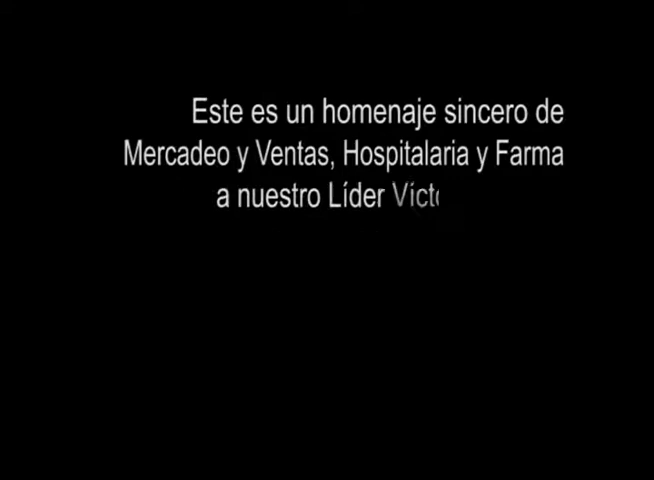 Este es un homenaje sincero de
Mercadeo y Ventas, Hospitalaria y Farma
a nuestro Líder